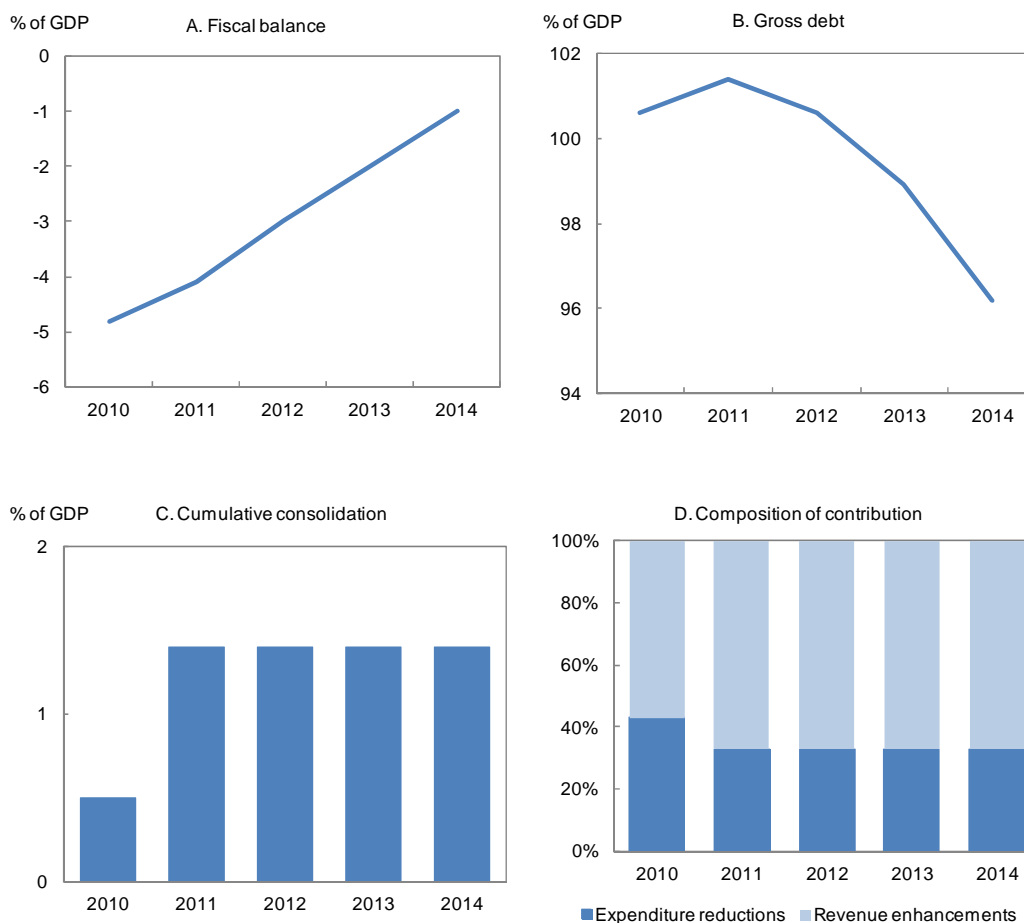 % of GDP
A. Fiscal balance
0
-1
-2
-3
-4
-5
-6
2010 2011 2012 2013 2014
% of GDP
B. Gross debt
102
100
98
96
94
2010 2011 2012 2013 2014
% of GDP
C. Cumulative consolidation
2
1
0
2010 2011 2012 2013 2014
D. Composition of contribution
100%
80%
60%
40%
20%
0%
2010 2011 2012 2013 2014
Expenditure reductions Revenue enhancements